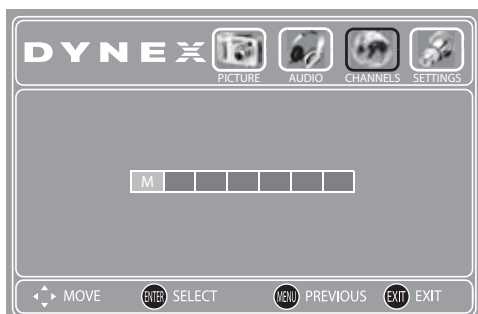 DYNEX
PICTURE AUDIO CHANNELS SETTINGS
M
MOVE ENTER SELECT MENU PREVIOUS EXIT EXIT